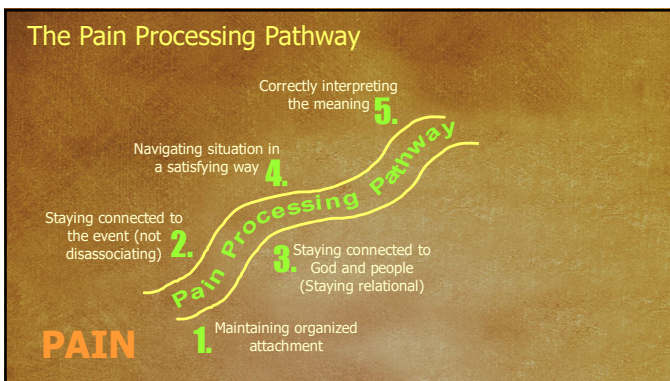 The Pain Processing Pathway
Correctly interpreting
the meaning
5.
Navigating situation in
a satisfying way
4.
Pain Processing Pathway
Staying connected to
the event (not
disassociating)
2.
3.
Staying connected to
God and people
(Staying relational)
1.
Maintaining organized
attachment
PAIN